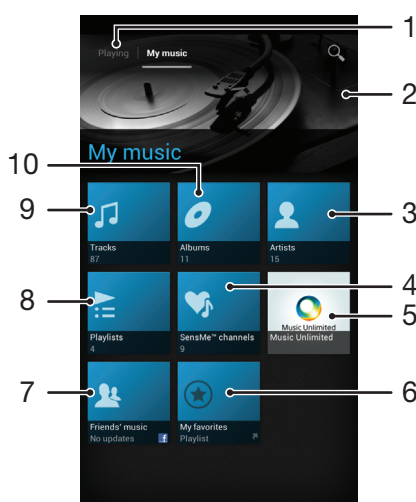 1
Playing | My music
2
My music
10
9
3
Tracks
87
Albums
11
Artists
15
8
4
5
Playlists
4
SensMe™ channels
9
Music Unlimited
Music Unlimited
7
6
Friends' music
No updates
f
My favorites
Playlist